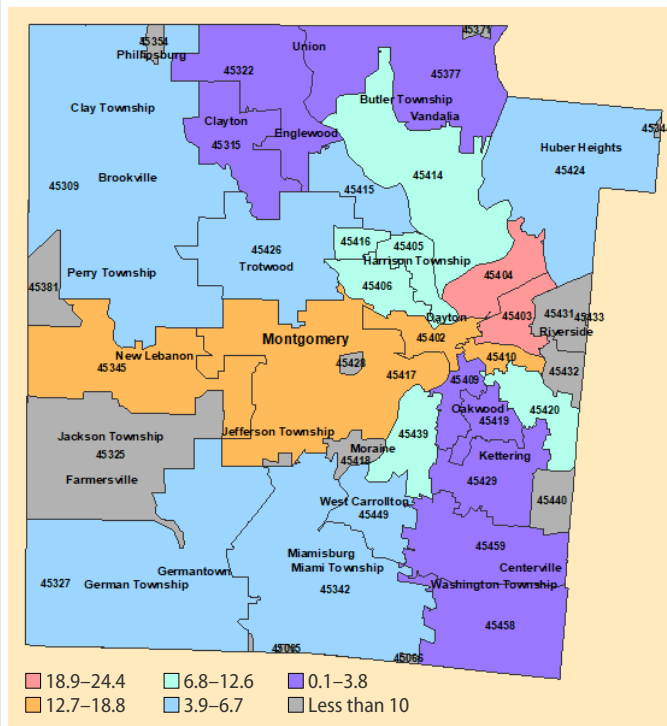 45354
Phillipsburg
Union
45371
45322
45377
Clay Township
Butler Township
Vandalia
Clayton
Englewood
45315
Huber Heights
45424
Brookville
45309
45415
45414
45426
Trotwood
45416
45405
Harrison Township
Perry Township
45406
45404
45381
45431
45433
45403
Dayton
Riverside
45402
Montgomery
New Lebanon
45345
45428
45417
45410
45432
45409
Oakwood
45419
45420
Jefferson Township
45439
Jackson Township
45325
Moraine
45418
Kettering
Farmersville
45429
45440
West Carrollton
45449
45459
Miamisburg
Miami Township
Centerville
Germantown
45327
German Township
45342
Washington Township
45458
45066
18.9–24.4
6.8–12.6
0.1–3.8
12.7–18.8
3.9–6.7
Less than 10